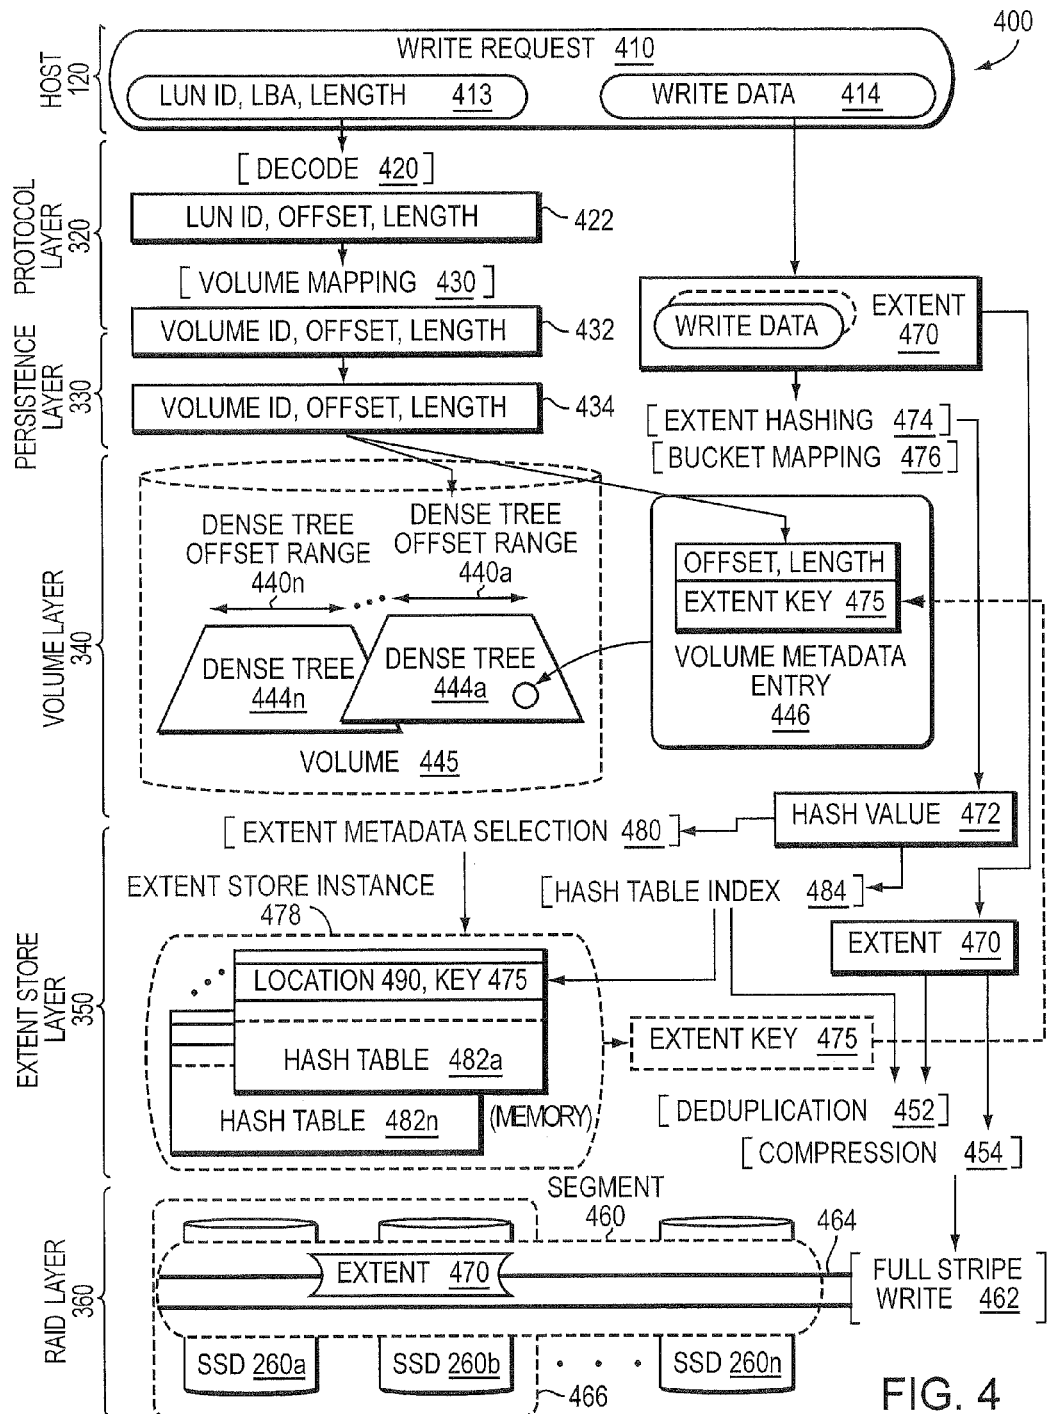 400
HOST
120
WRITE REQUEST 410
LUN ID, LBA, LENGTH 413
WRITE DATA 414
PROTOCOL
LAYER
320
[DECODE 420]
LUN ID, OFFSET, LENGTH
422
[VOLUME MAPPING 430]
VOLUME ID, OFFSET, LENGTH
432
WRITE DATA
EXTENT
470
PERSISTENCE
LAYER
330
VOLUME ID, OFFSET, LENGTH
434
[EXTENT HASHING 474]
[BUCKET MAPPING 476]
VOLUME LAYER
340
DENSE TREE
OFFSET RANGE
440n
DENSE TREE
OFFSET RANGE
440a
DENSE TREE
444n
DENSE TREE
444a
VOLUME 445
OFFSET, LENGTH
EXTENT KEY 475
VOLUME METADATA
ENTRY
446
HASH VALUE 472
EXTENT STORE
LAYER
350
[EXTENT METADATA SELECTION 480]
EXTENT STORE INSTANCE
478
[HASH TABLE INDEX 484]
EXTENT 470
LOCATION 490, KEY 475
HASH TABLE 482a
HASH TABLE 482n
(MEMORY)
EXTENT KEY 475
[DEDUPLICATION 452]
[COMPRESSION 454]
RAID LAYER
360
SEGMENT
460
464
EXTENT 470
[FULL STRIPE
WRITE 462]
SSD 260a
SSD 260b
SSD 260n
466
FIG. 4